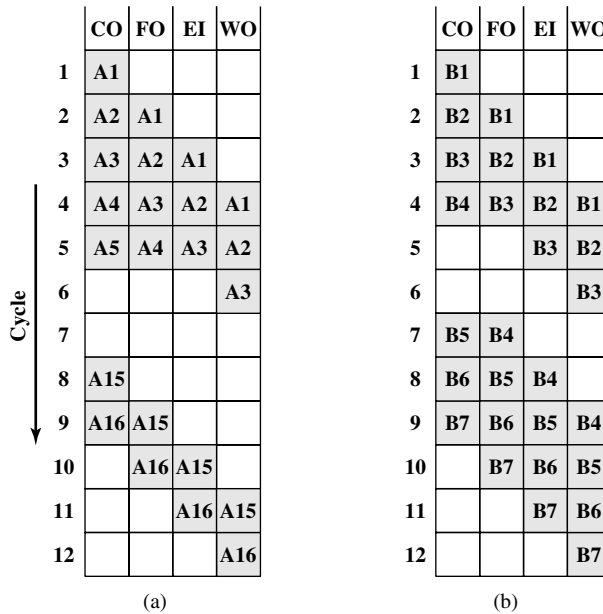 CO FO EI WO
1 A1
2 A2 A1
3 A3 A2 A1
4 A4 A3 A2 A1
5 A5 A4 A3 A2
6 A3
7
8 A15
9 A16 A15
10 A16 A15
11 A16 A15
12 A16
Cycle
(a)
CO FO EI WO
1 B1
2 B2 B1
3 B3 B2 B1
4 B4 B3 B2 B1
5 B3 B2
6 B3
7 B5 B4
8 B6 B5 B4
9 B7 B6 B5 B4
10 B7 B6 B5
11 B7 B6
12 B7
(b)